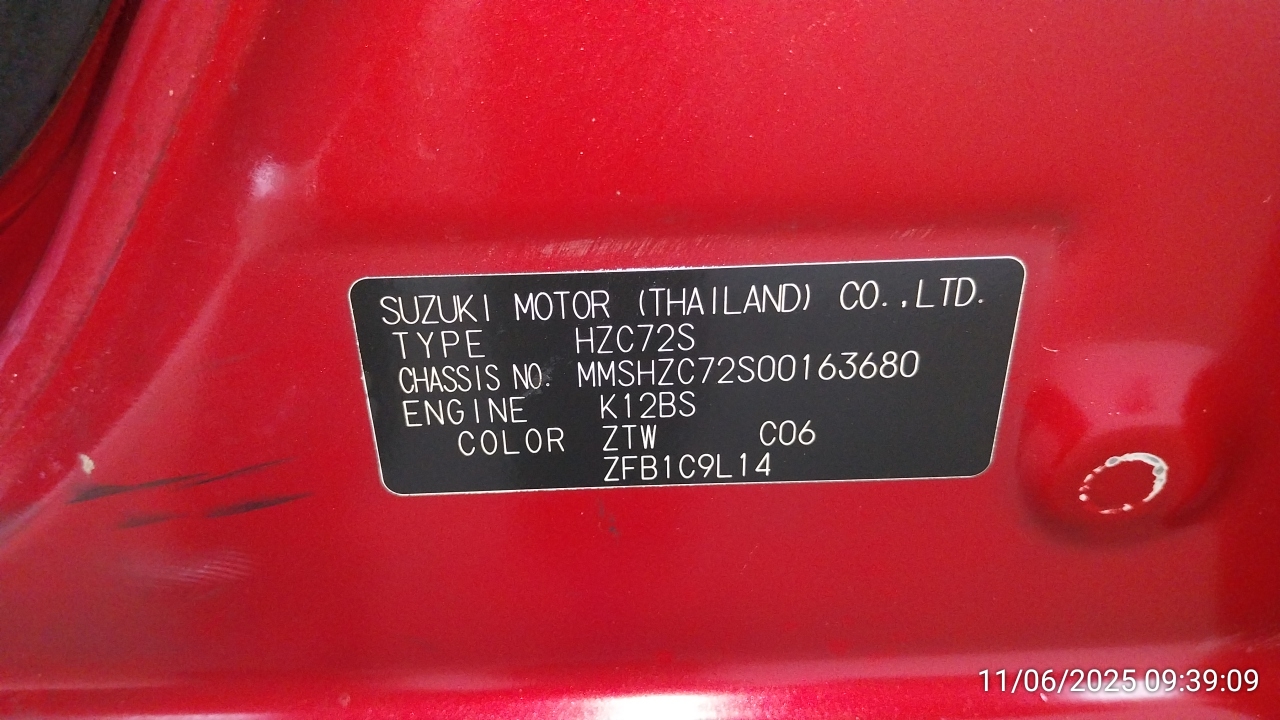 SUZUKI MOTOR (THAILAND) CO.,LTD.
TYPE HZC72S
CHASSIS NO. MMSHZC72S00163680
ENGINE K12BS
COLOR ZTW C06
ZFB1C9L14
11/06/2025 09:39:09